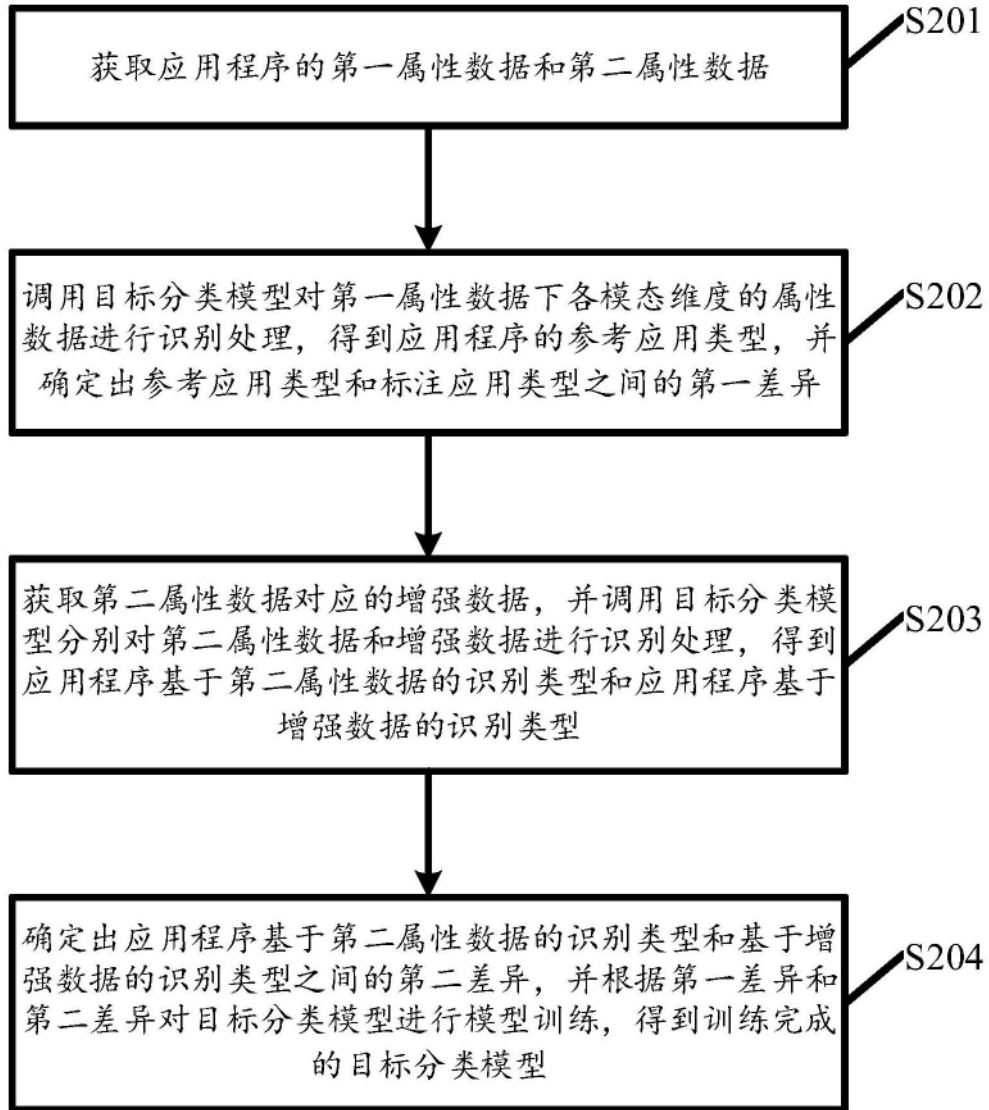 获取应用程序的第一属性数据和第二属性数据
S201
调用目标分类模型对第一属性数据下各模态维度的属性
数据进行识别处理，得到应用程序的参考应用类型，并
确定出参考应用类型和标注应用类型之间的第一差异
S202
获取第二属性数据对应的增强数据，并调用目标分类模
型分别对第二属性数据和增强数据进行识别处理，得到
应用程序基于第二属性数据的识别类型和应用程序基于
增强数据的识别类型
S203
确定出应用程序基于第二属性数据的识别类型和基于增
强数据的识别类型之间的第二差异，并根据第一差异和
第二差异对目标分类模型进行模型训练，得到训练完成
的目标分类模型
S204